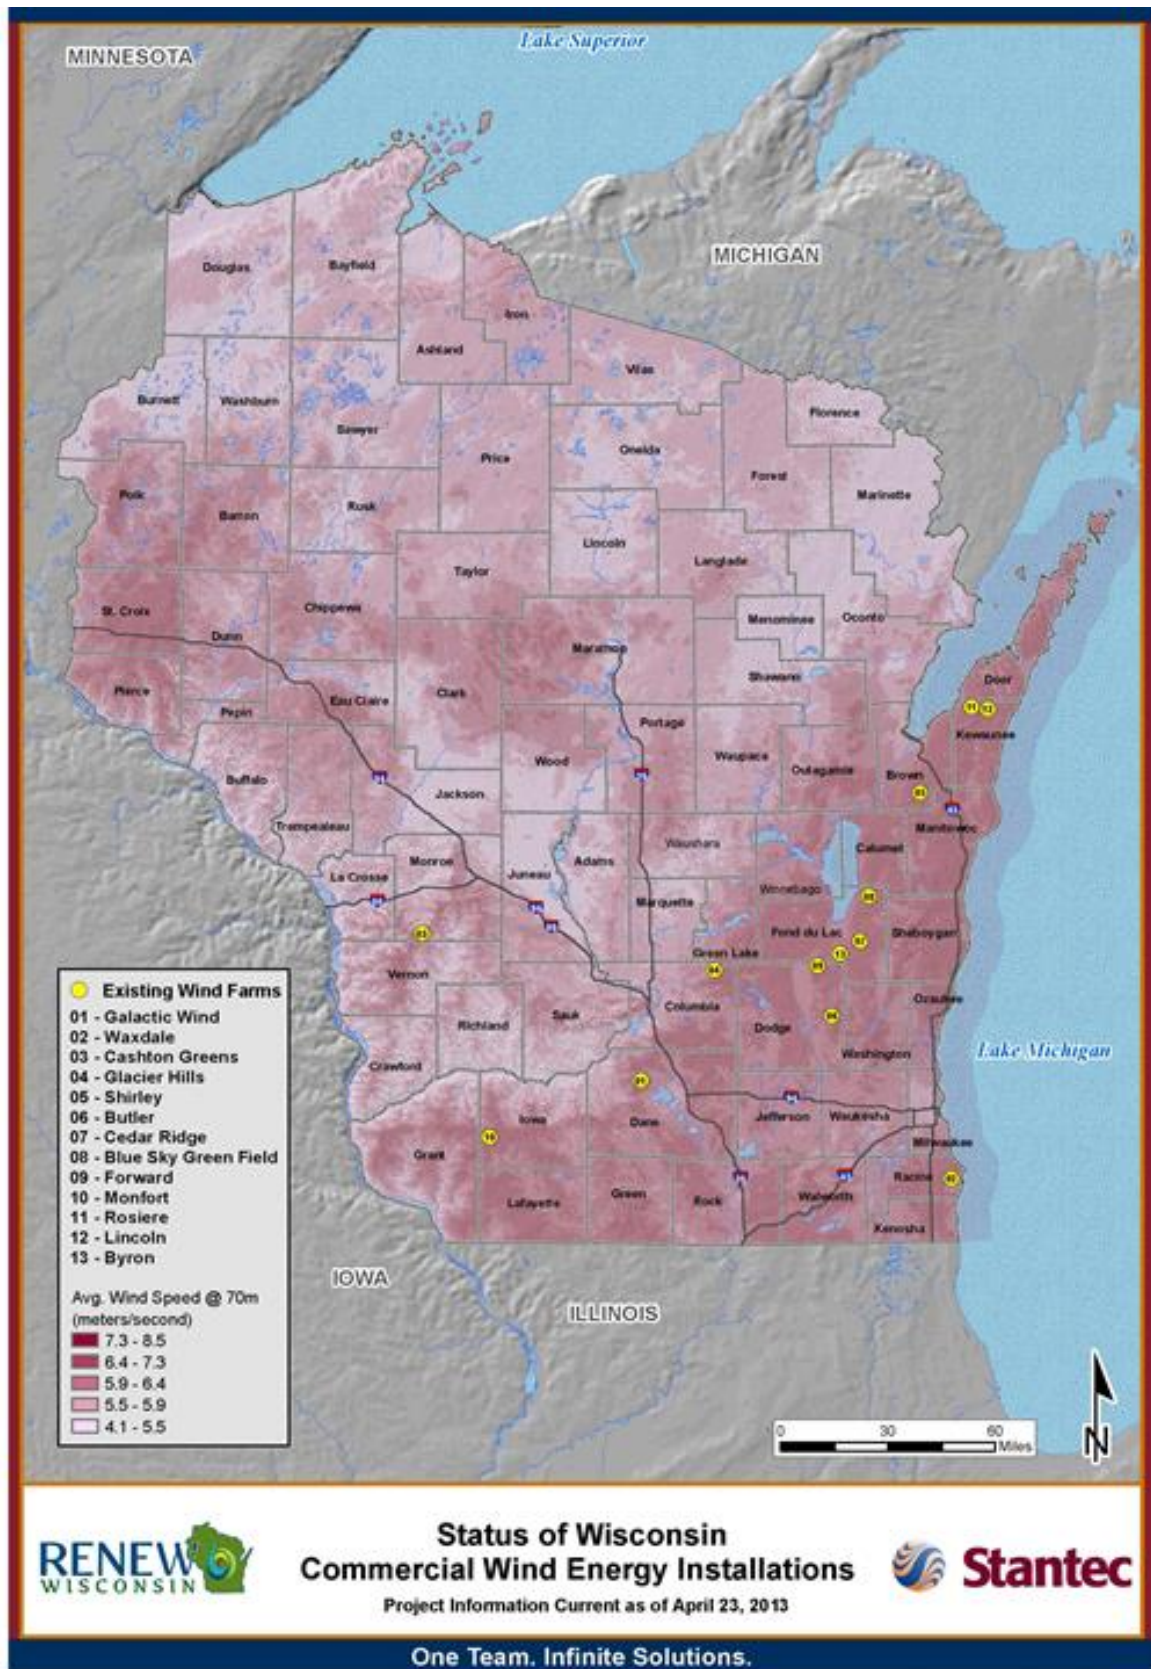 Lake Superior
MINNESOTA
MICHIGAN
Douglas
Bayfield
Iron
Ashland
Vilas
Burnett
Washburn
Sawyer
Florence
Price
Oneida
Forest
Polk
Barron
Rusk
Marinette
Lincoln
Langlade
Taylor
St. Croix
Chippewa
Menominee
Oconto
Dunn
Marathon
Shawano
Door
Pierce
Eau Claire
Clark
Pepin
Portage
Kewaunee
Wood
Waupaca
Outagamie
Brown
Buffalo
Jackson
Trempealeau
Manitowoc
Waushara
Calumet
Monroe
Adams
La Crosse
Juneau
Winnebago
Marquette
Fond du Lac
Sheboygan
Green Lake
Vernon
Columbia
Ozaukee
Richland
Sauk
Dodge
Washington
Lake Michigan
Crawford
Iowa
Dane
Jefferson
Waukesha
Milwaukee
Grant
Racine
Lafayette
Green
Rock
Walworth
Kenosha
Existing Wind Farms
01 - Galactic Wind
02 - Waxdale
03 - Cashton Greens
04 - Glacier Hills
05 - Shirley
06 - Butler
07 - Cedar Ridge
08 - Blue Sky Green Field
09 - Forward
10 - Monfort
11 - Rosiere
12 - Lincoln
13 - Byron
Avg. Wind Speed @ 70m
(meters/second)
7.3 - 8.5
6.4 - 7.3
5.9 - 6.4
5.5 - 5.9
4.1 - 5.5
IOWA
ILLINOIS
0 30 60
Miles
N
RENEW
WISCONSIN
Status of Wisconsin
Commercial Wind Energy Installations
Project Information Current as of April 23, 2013
Stantec
One Team. Infinite Solutions.